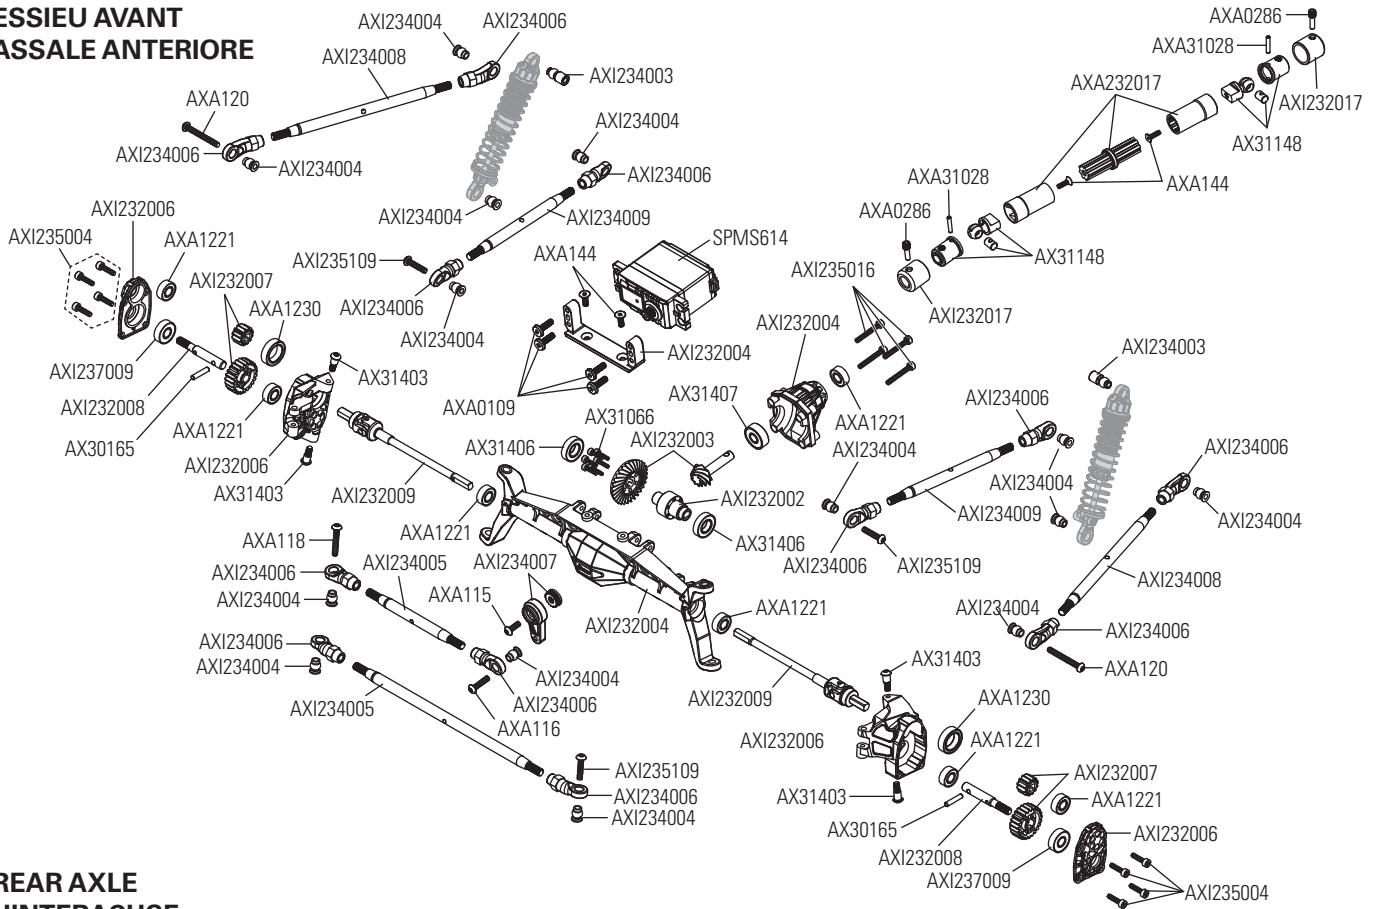 ESSIEU AVANT
ASSALE ANTERIORE
AXI234004
AXI234006
AXI234008
AXI234003
AXA120
AXI234006
AXI234004
AXI234004
AXI234006
AXI234004
AXI234009
AXI235109
AXI234006
AXI234004
AXA0286
AXA31028
AXA232017
AXI232017
AX31148
AXA144
AXA31028
AXA0286
AX31148
AXI232017
AXI232006
AXI235004
AXA1221
AXI232007
AXA1230
AXI237009
AXI232008
AX30165
AXA1221
AXI232006
AX31403
AX31403
AXI232009
SPMS614
AXA144
AXI232004
AXA0109
AXI235016
AXI232004
AX31407
AXA1221
AX31066
AX31406
AXI232003
AXI232002
AX31406
AXA1221
AXI234003
AXI234006
AXI234004
AXI234004
AXI234009
AXI234006
AXI235109
AXI234006
AXI234004
AXI234008
AXI234004
AXI234006
AXA120
AXA118
AXI234006
AXI234004
AXI234005
AXI234007
AXA115
AXI232004
AXA1221
AXI234006
AXI234004
AXI234005
AXI234004
AXI234006
AXA116
AXI232009
AXI232006
AX31403
AXA1230
AXA1221
AXI232007
AXA1221
AXI232006
AX31403
AX30165
AXI232008
AXI237009
AXI235004
AXI235109
AXI234006
AXI234004
REAR AXLE